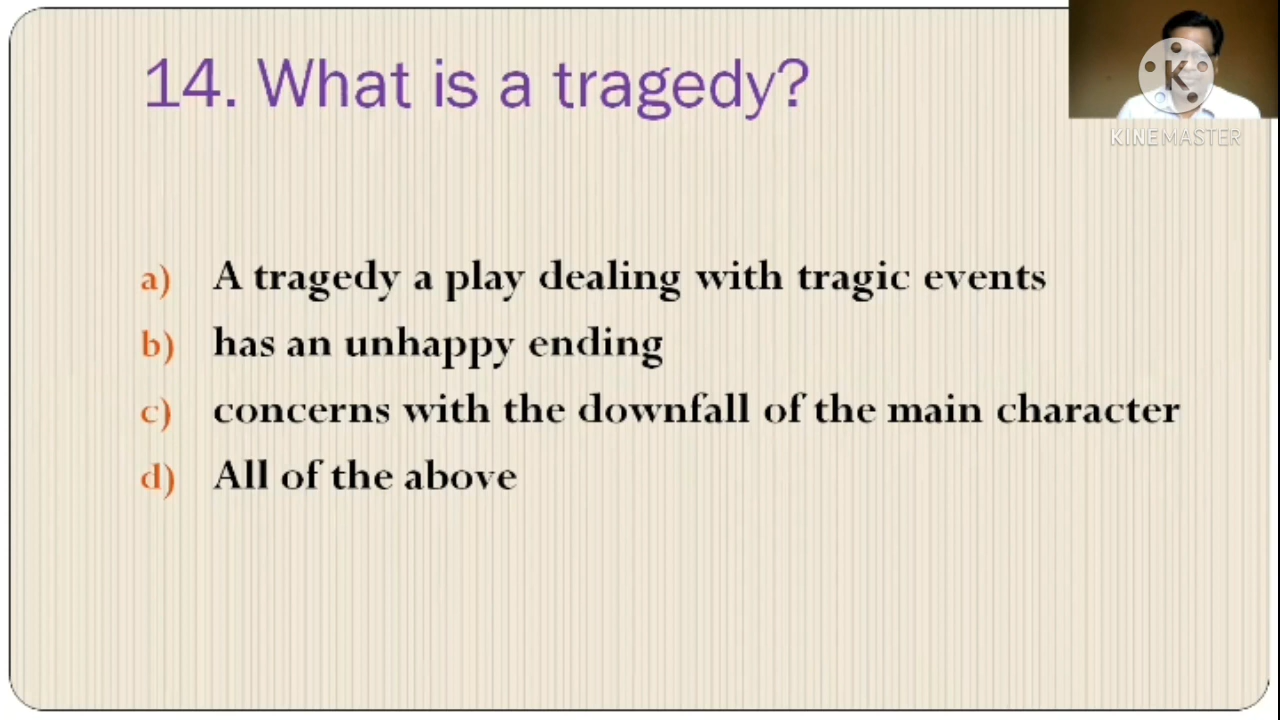 14. What is a tragedy?
K
KINEMASTER
a) A tragedy a play dealing with tragic events
b) has an unhappy ending
c) concerns with the downfall of the main character
d) All of the above